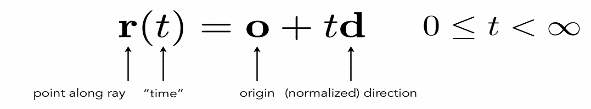 r(t) = o + td 0 ≤ t < ∞
point along ray "time" origin (normalized) direction